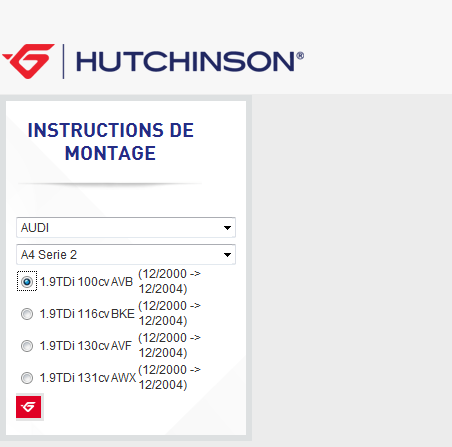 HUTCHINSON®
INSTRUCTIONS DE
MONTAGE
AUDI
A4 Serie 2
1.9TDi 100cv AVB (12/2000 ->
12/2004)
1.9TDi 116cv BKE (12/2000 ->
12/2004)
1.9TDi 130cv AVF (12/2000 ->
12/2004)
1.9TDi 131cv AWX (12/2000 ->
12/2004)